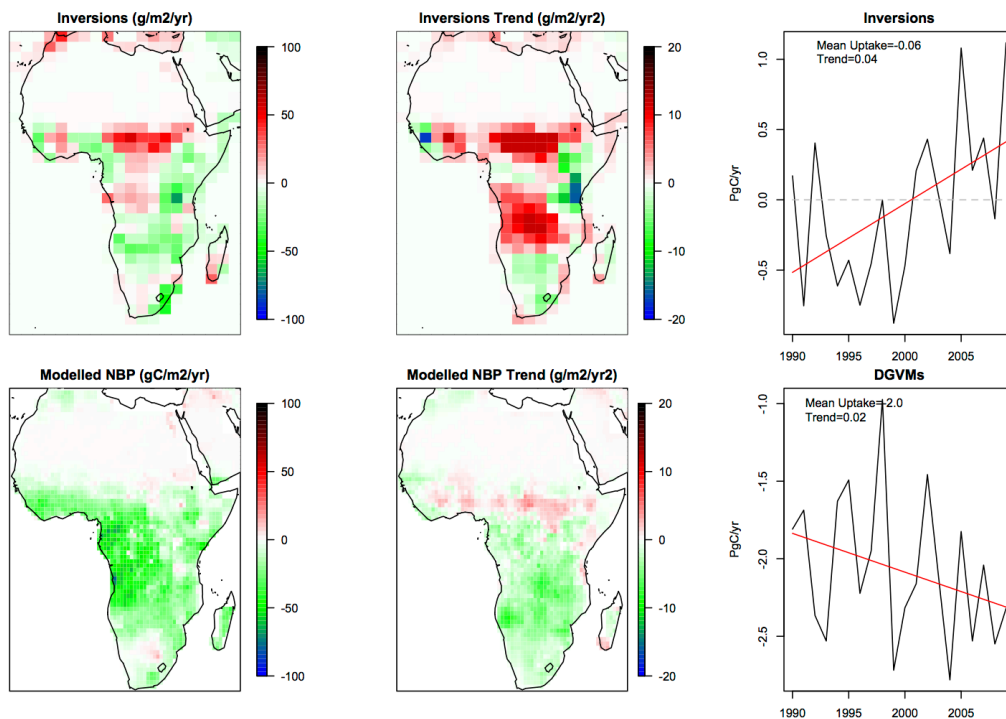 Inversions (g/m2/yr)
100
50
0
-50
-100
Inversions Trend (g/m2/yr2)
20
10
0
-10
-20
Inversions
Mean Uptake=-0.06
Trend=0.04
PgC/yr
1.0
0.5
0.0
-0.5
1990 1995 2000 2005
Modelled NBP (gC/m2/yr)
100
50
0
-50
-100
Modelled NBP Trend (g/m2/yr2)
20
10
0
-10
-20
DGVMs
Mean Uptake=-2.0
Trend=0.02
PgC/yr
-1.0
-1.5
-2.0
-2.5
1990 1995 2000 2005